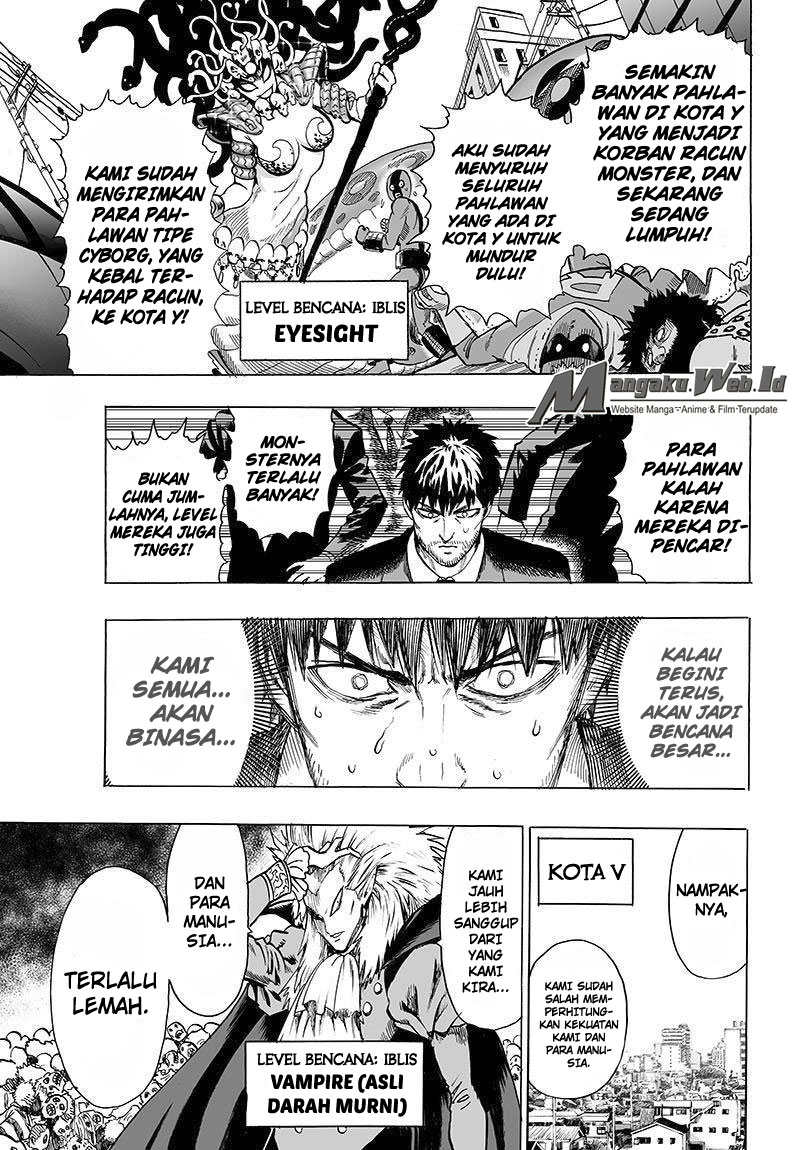 SEMAKIN
BANYAK PAHLA-
WAN DI KOTA Y
YANG MENJADI
KORBAN RACUN
MONSTER, DAN
SEKARANG
SEDANG
LUMPUH!
AKU SUDAH
MENYURUH
SELURUH
PAHLAWAN
YANG ADA DI
KOTA Y UNTUK
MUNDUR
DULU!
KAMI SUDAH
MENGIRIMKAN
PARA PAH-
LAWAN TIPE
CYBORG, YANG
KEBAL TER-
HADAP RACUN,
KE KOTA Y!
LEVEL BENCANA: IBLIS
EYESIGHT
Mangaku.Web.Id
Website Manga - Anime & Film Terupdate
PARA
PAHLAWAN
KALAH
KARENA
MEREKA DI-
PENCAR!
MON-
STERNYA
TERLALU
BANYAK!
BUKAN
CUMA JUM-
LAHNYA, LEVEL
MEREKA JUGA
TINGGI!
KALAU
BEGINI
TERUS,
AKAN JADI
BENCANA
BESAR...
KAMI
SEMUA...
AKAN
BINASA...
NAMPAK-
NYA,
KOTA V
KAMI SUDAH
SALAH MEM-
PERHITUNG-
KAN KEKUATAN
KAMI DAN
PARA MANU-
SIA.
KAMI
JAUH
LEBIH
SANGGUP
DARI
YANG
KAMI
KIRA...
DAN
PARA
MANU-
SIA...
TERLALU
LEMAH.
LEVEL BENCANA: IBLIS
VAMPIRE (ASLI
DARAH MURNI)